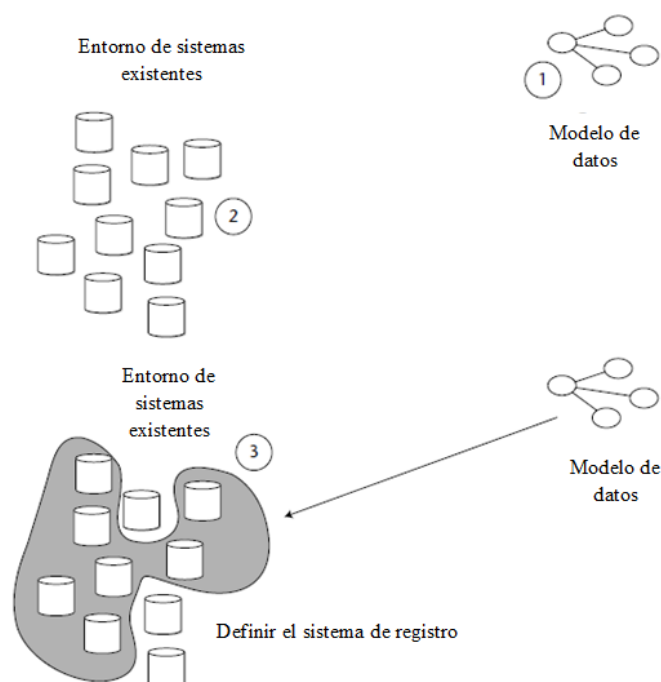 Entorno de sistemas
existentes
1
Modelo de
datos
2
Entorno de
sistemas
existentes
3
Modelo de
datos
Definir el sistema de registro